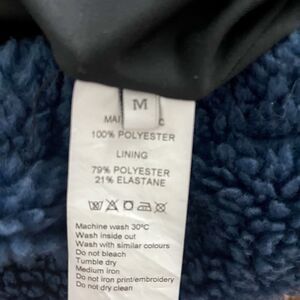 M
100% POLYESTER
LINING
79% POLYESTER
21% ELASTANE
Machine wash 30ºC
Wash inside out
Wash with similar colours
Do not bleach
Tumble dry
Medium iron
Do not iron print/embroidery
Do not dry clean